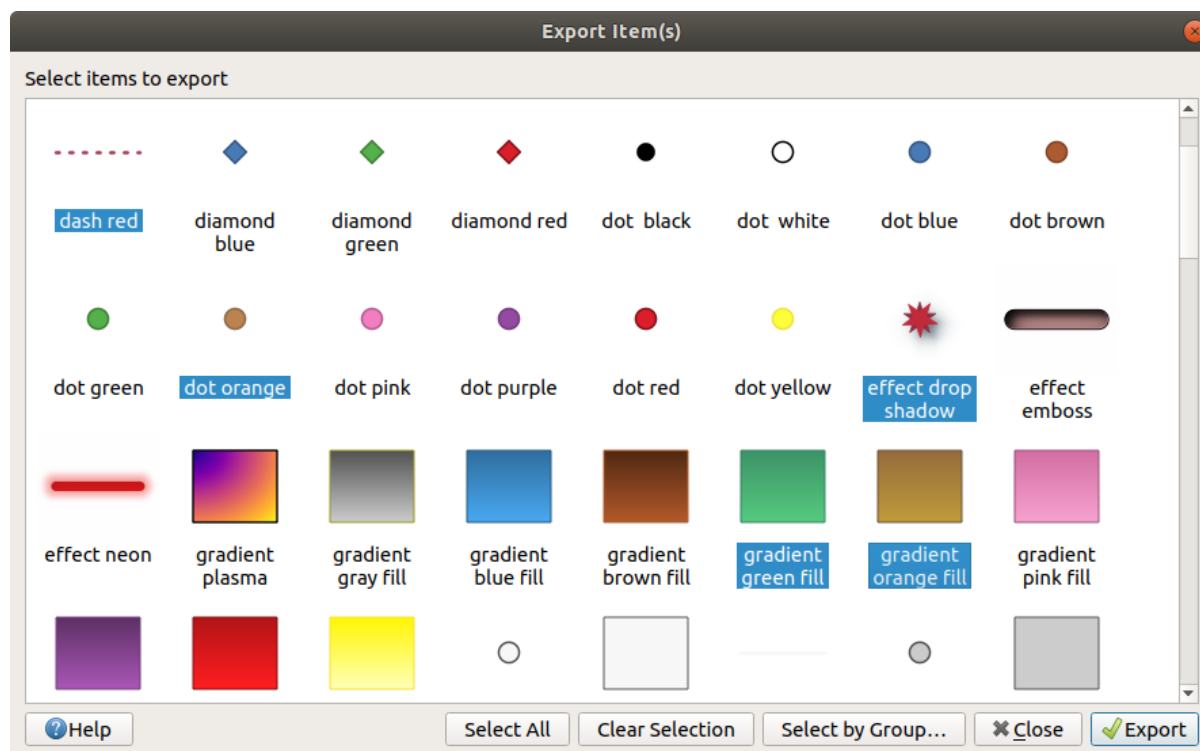 Export Item(s)
Select items to export
dash red
diamond blue
diamond green
diamond red
dot  black
dot  white
dot blue
dot brown
dot green
dot orange
dot pink
dot purple
dot red
dot yellow
effect drop shadow
effect emboss
effect neon
gradient plasma
gradient gray fill
gradient blue fill
gradient brown fill
gradient green fill
gradient orange fill
gradient pink fill
Help
Select All
Clear Selection
Select by Group...
Close
Export